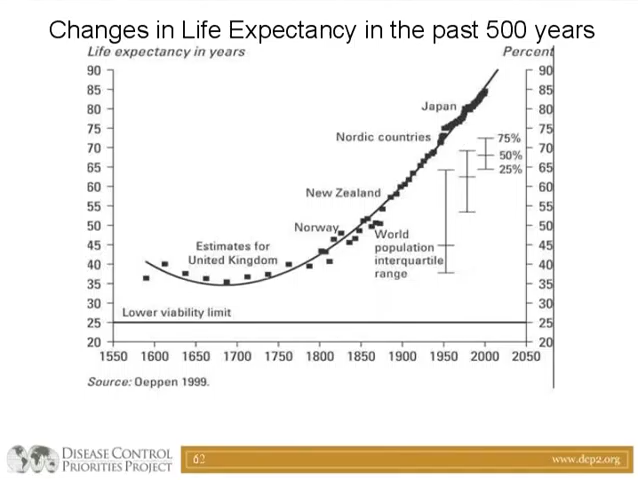 Changes in Life Expectancy in the past 500 years
Life expectancy in years
Percent
90
85
80
75
70
65
60
55
50
45
40
35
30
25
20
90
85
80
75
70
65
60
55
50
45
40
35
30
25
20
Japan
Nordic countries
75%
50%
25%
New Zealand
Norway
World
population
interquartile
range
Estimates for
United Kingdom
Lower viability limit
1550 1600 1650 1700 1750 1800 1850 1900 1950 2000 2050
Source: Oeppen 1999.
DISEASE CONTROL
PRIORITIES PROJECT
www.dcp2.org